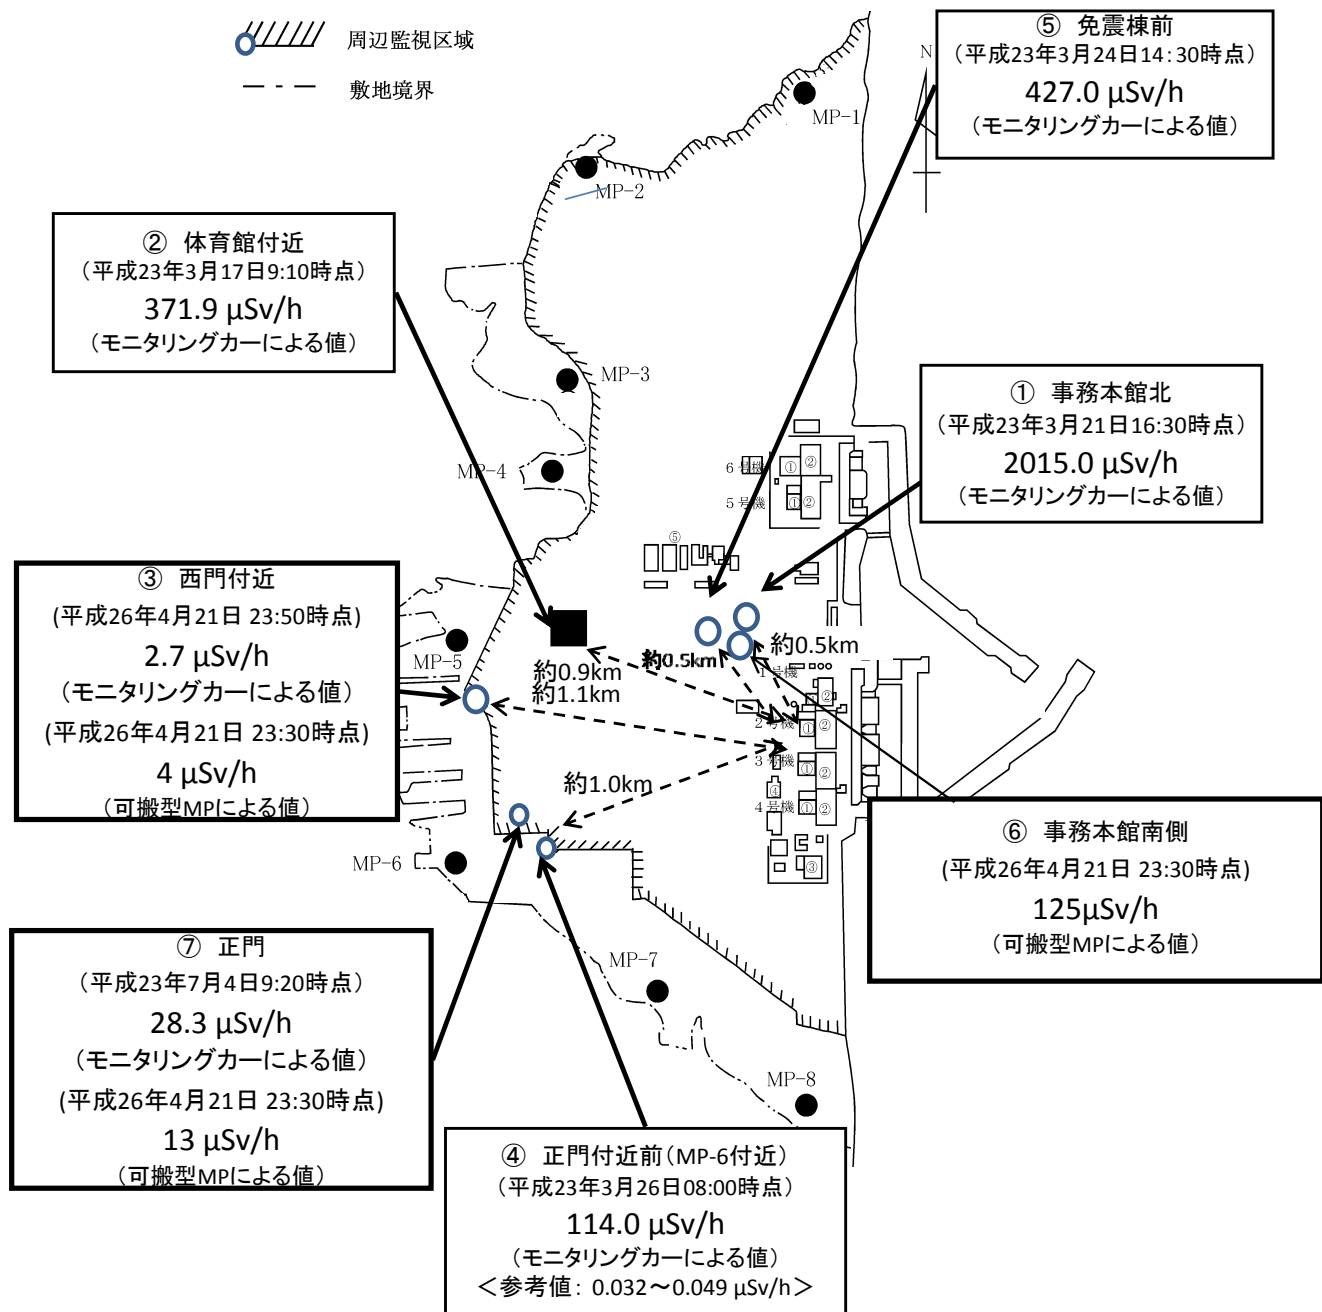 周辺監視区域
敷地境界
⑤ 免震棟前
（平成23年3月24日14:30時点）
427.0 μSv/h
（モニタリングカーによる値）
N
MP-1
MP-2
② 体育館付近
（平成23年3月17日9:10時点）
371.9 μSv/h
（モニタリングカーによる値）
MP-3
① 事務本館北
（平成23年3月21日16:30時点）
2015.0 μSv/h
（モニタリングカーによる値）
MP-4
6号機
① ②
5号機
① ②
⑤
③ 西門付近
(平成26年4月21日 23:50時点)
2.7 μSv/h
（モニタリングカーによる値）
(平成26年4月21日 23:30時点)
4 μSv/h
（可搬型MPによる値）
MP-5
約0.9km
約1.1km
約0.5km
約0.5km
1号機
②
2号機
① ②
3号機
① ②
約1.0km
④
4号機
① ②
③
⑥ 事務本館南側
(平成26年4月21日 23:30時点)
125μSv/h
（可搬型MPによる値）
MP-6
⑦ 正門
（平成23年7月4日9:20時点）
28.3 μSv/h
（モニタリングカーによる値）
(平成26年4月21日 23:30時点)
13 μSv/h
（可搬型MPによる値）
MP-7
MP-8
④ 正門付近前（MP-6付近）
（平成23年3月26日08:00時点）
114.0 μSv/h
（モニタリングカーによる値）
＜参考値： 0.032～0.049 μSv/h＞